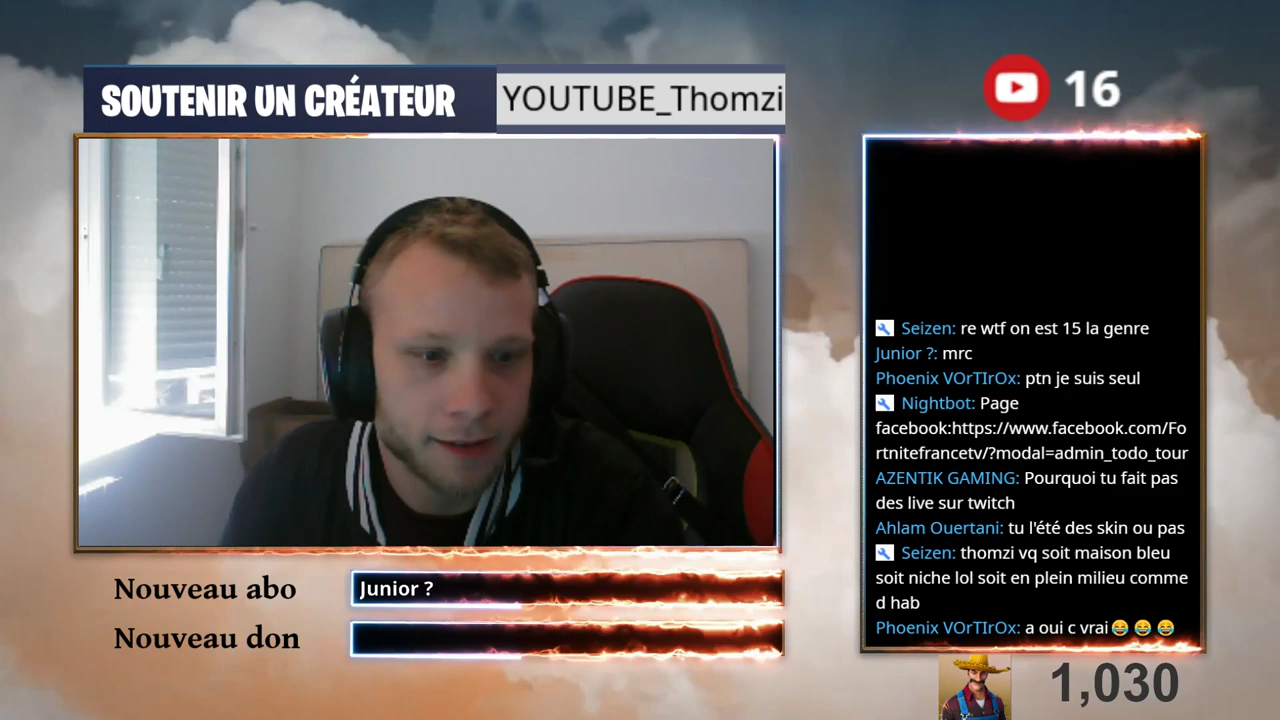 SOUTENIR UN CRÉATEUR
YOUTUBE_Thomzi
16
Seizen: re wtf on est 15 la genre
Junior ?: mrc
Phoenix VOrTIrOx: ptn je suis seul
Nightbot: Page
facebook:https://www.facebook.com/Fo
rtnitefrancetv/?modal=admin_todo_tour
AZENTIK GAMING: Pourquoi tu fait pas
des live sur twitch
Ahlam Ouertani: tu l'été des skin ou pas
Seizen: thomzi vq soit maison bleu
soit niche lol soit en plein milieu comme
d hab
Phoenix VOrTIrOx: a oui c vrai😂 😂 😂
Nouveau abo
Junior ?
Nouveau don
1,030